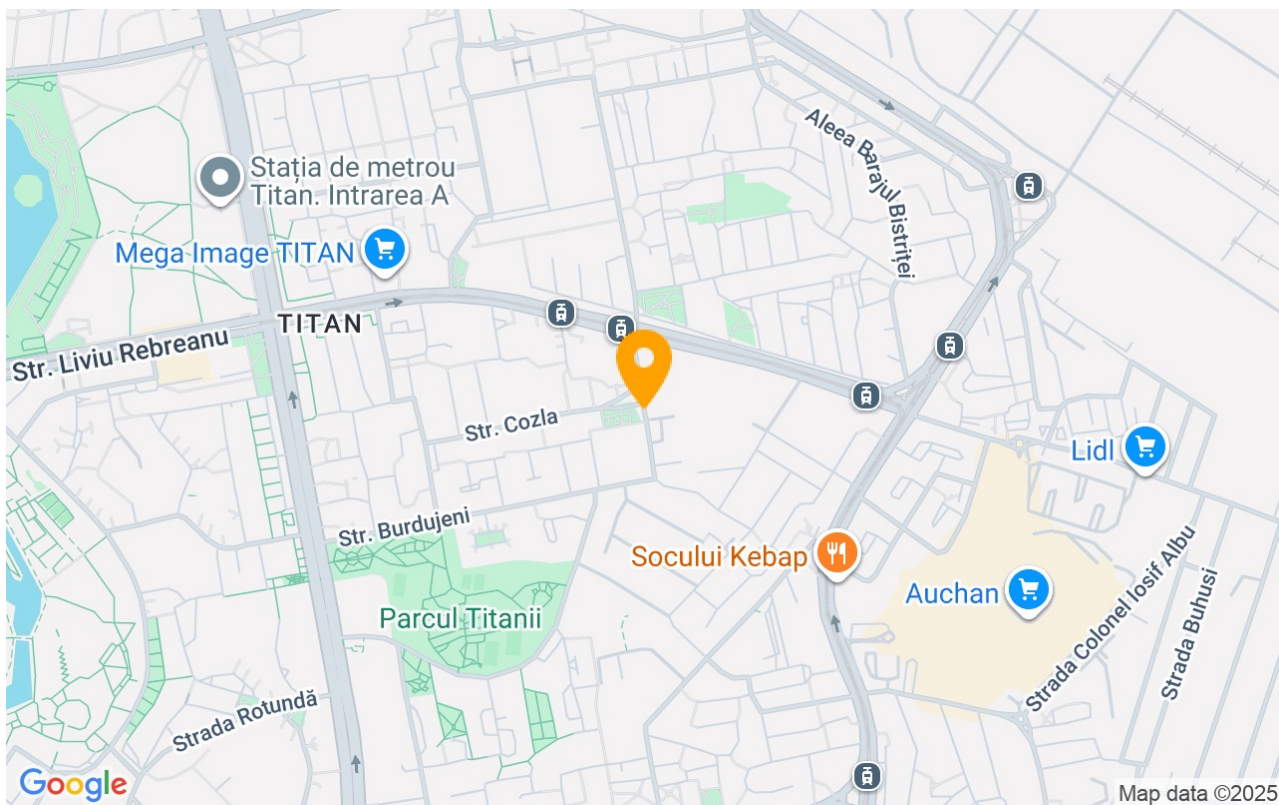 Aleea Barajul Bistriței
Stația de metrou
Titan. Intrarea A
Mega Image TITAN
TITAN
Str. Liviu Rebreanu
Str. Cozla
Lidl
Str. Burdujeni
Socului Kebap
Auchan
Parcul Titanii
Strada Colonel Iosif Albu
Strada Buhusi
Strada Rotundă
Google
Map data ©2025